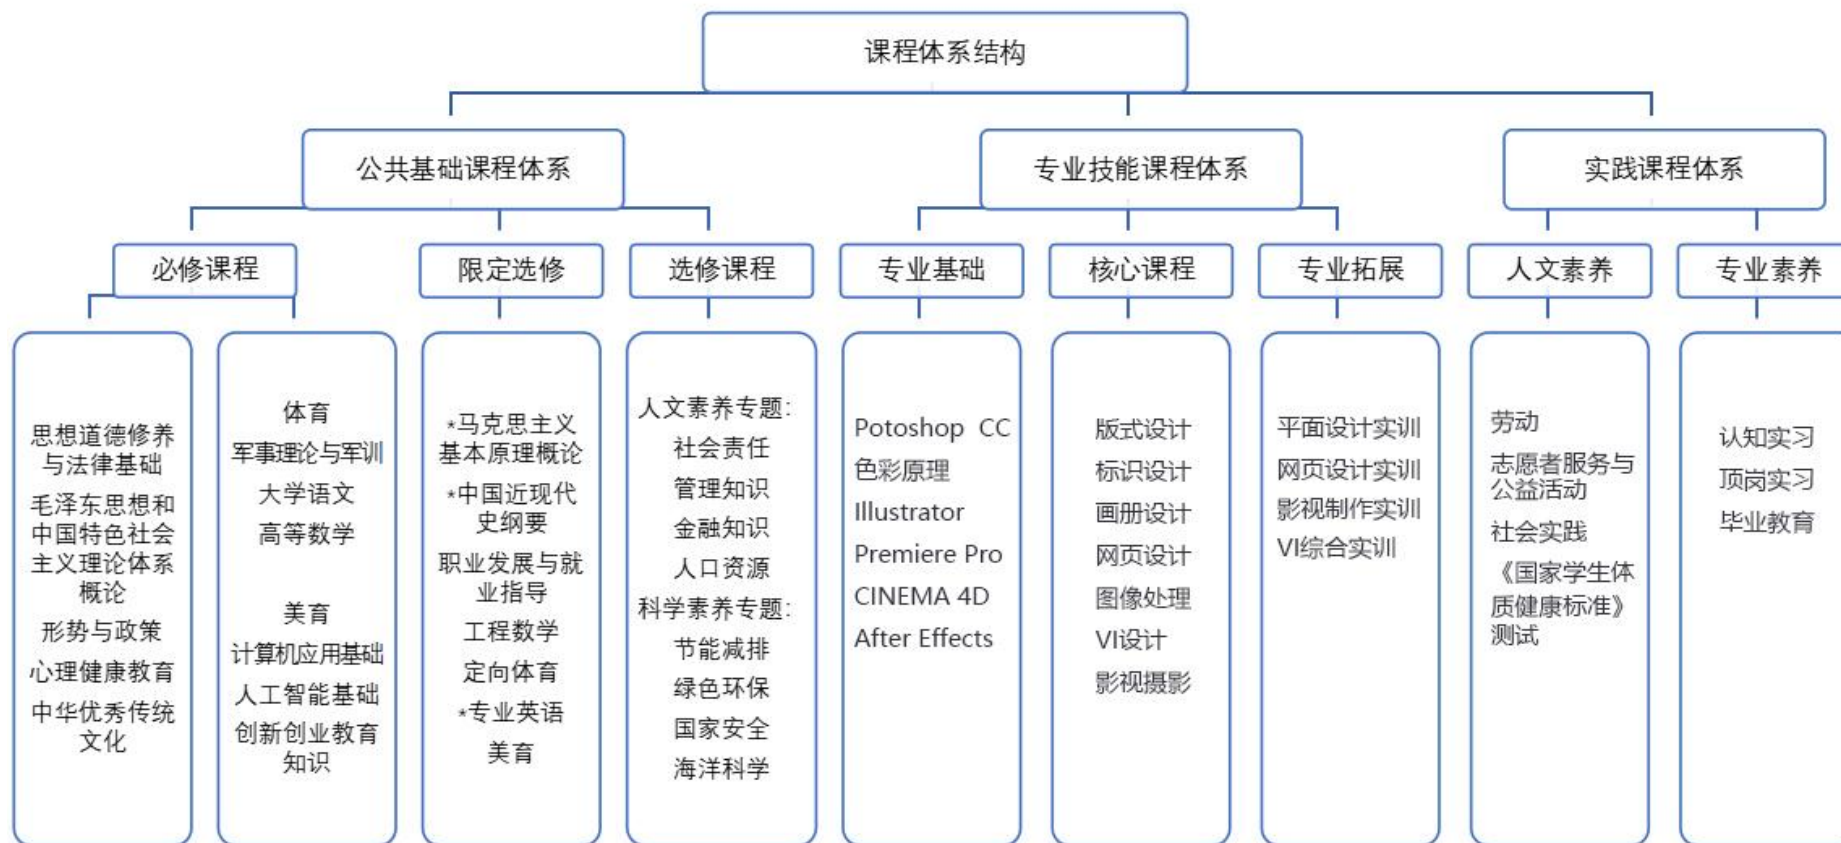 课程体系结构
公共基础课程体系
专业技能课程体系
实践课程体系
必修课程
限定选修
选修课程
专业基础
核心课程
专业拓展
人文素养
专业素养
思想道德修养
与法律基础
毛泽东思想和
中国特色社会
主义理论体系
概论
形势与政策
心理健康教育
中华优秀传统
文化
体育
军事理论与军训
大学语文
高等数学
美育
计算机应用基础
人工智能基础
创新创业教育
知识
*马克思主义
基本原理概论
*中国近现代
史纲要
职业发展与就
业指导
工程数学
定向体育
*专业英语
美育
人文素养专题:
社会责任
管理知识
金融知识
人口资源
科学素养专题:
节能减排
绿色环保
国家安全
海洋科学
Potoshop CC
色彩原理
Illustrator
Premiere Pro
CINEMA 4D
After Effects
版式设计
标识设计
画册设计
网页设计
图像处理
VI设计
影视摄影
平面设计实训
网页设计实训
影视制作实训
VI综合实训
劳动
志愿者服务与
公益活动
社会实践
《国家学生体
质健康标准》
测试
认知实习
顶岗实习
毕业教育